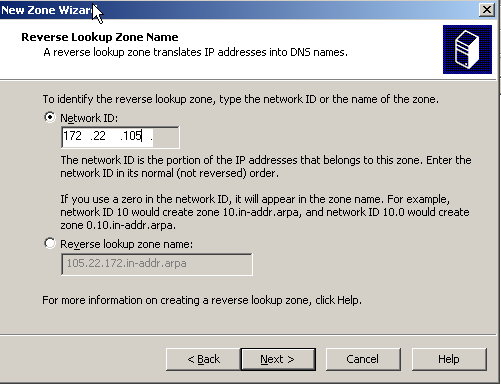 New Zone Wizard
Reverse Lookup Zone Name
A reverse lookup zone translates IP addresses into DNS names.
To identify the reverse lookup zone, type the network ID or the name of the zone.
Network ID:
172 .22 .105 .
The network ID is the portion of the IP addresses that belongs to this zone. Enter the
network ID in its normal (not reversed) order.
If you use a zero in the network ID, it will appear in the zone name. For example,
network ID 10 would create zone 10.in-addr.arpa, and network ID 10.0 would create
zone 0.10.in-addr.arpa.
Reverse lookup zone name:
105.22.172.in-addr.arpa
For more information on creating a reverse lookup zone, click Help.
< Back Next > Cancel Help